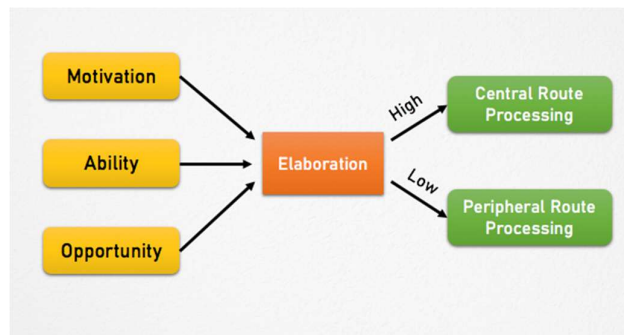 Motivation
Ability
Opportunity
Elaboration
High
Low
Central Route
Processing
Peripheral Route
Processing